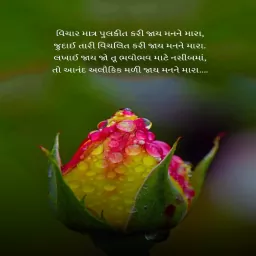 વિચાર માત્ર પુલકીત કરી જાય મનને મારા,
જુદાઈ તારી વિચલિત કરી જાય મનને મારા.
લખાઈ જાય જો તૂ ભવોભવ માટે નસીબમાં,
તો આનંદ અલૌકિક મળી જાય મનને મારા....